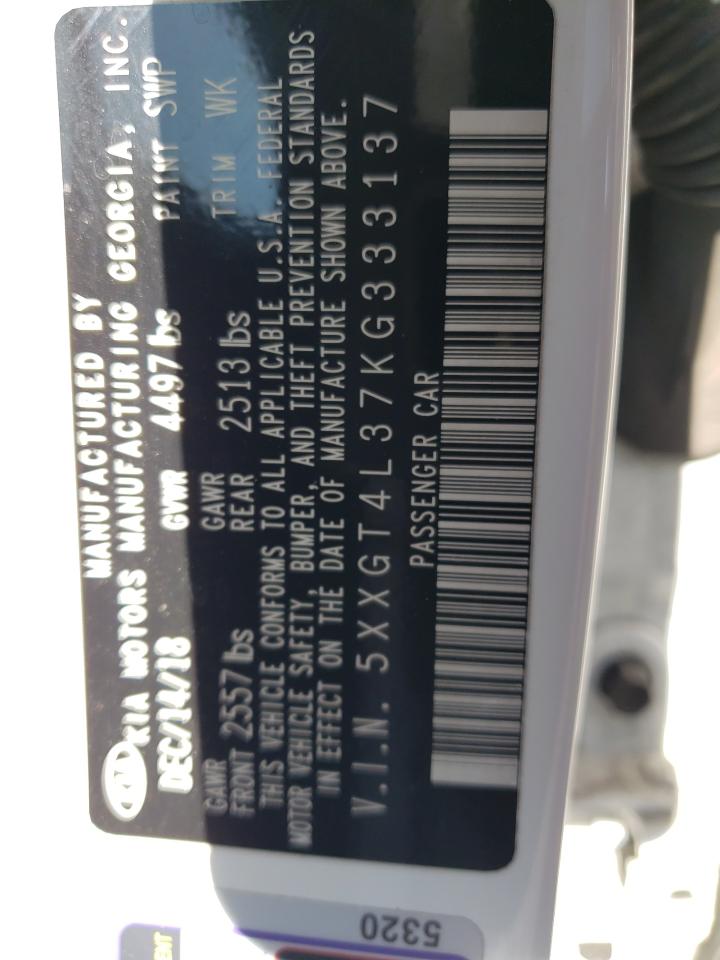 MANUFACTURED BY
KIA KIA MOTORS MANUFACTURING GEORGIA, INC.
DEC/14/18 GVWR 4497 lbs PAINT SWP
GAWR GAWR TRIM WK
FRONT 2557 lbs REAR 2513 lbs
THIS VEHICLE CONFORMS TO ALL APPLICABLE U.S.A. FEDERAL
MOTOR VEHICLE SAFETY, BUMPER, AND THEFT PREVENTION STANDARDS
IN EFFECT ON THE DATE OF MANUFACTURE SHOWN ABOVE.
V.I.N. 5XXGT4L37KG333137
PASSENGER CAR
5320